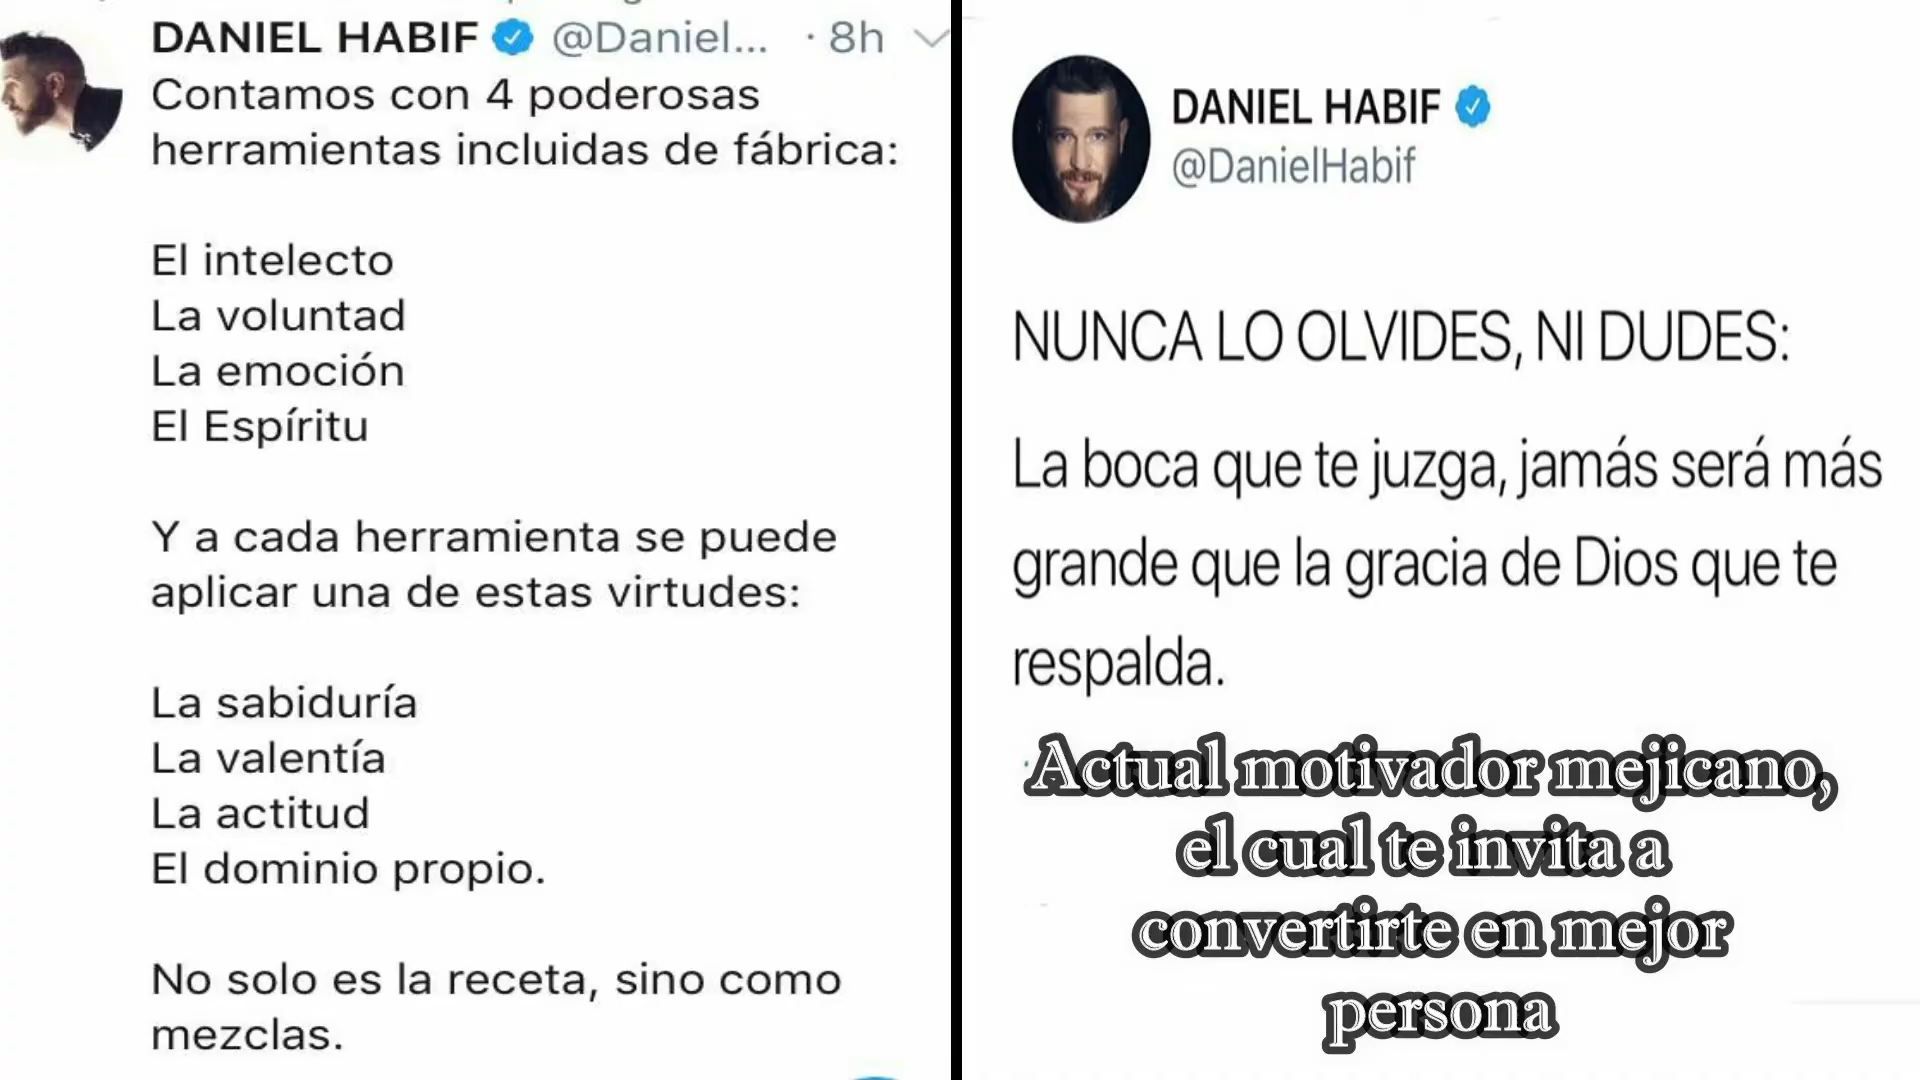 DANIEL HABIF @Daniel... · 8h
Contamos con 4 poderosas
herramientas incluidas de fábrica:
El intelecto
La voluntad
La emoción
El Espíritu
Y a cada herramienta se puede
aplicar una de estas virtudes:
La sabiduría
La valentía
La actitud
El dominio propio.
No solo es la receta, sino como
mezclas.
DANIEL HABIF
@DanielHabif
NUNCA LO OLVIDES, NI DUDES:
La boca que te juzga, jamás será más
grande que la gracia de Dios que te
respalda.
Actual motivador mejicano,
el cual te invita a
convertirte en mejor
persona